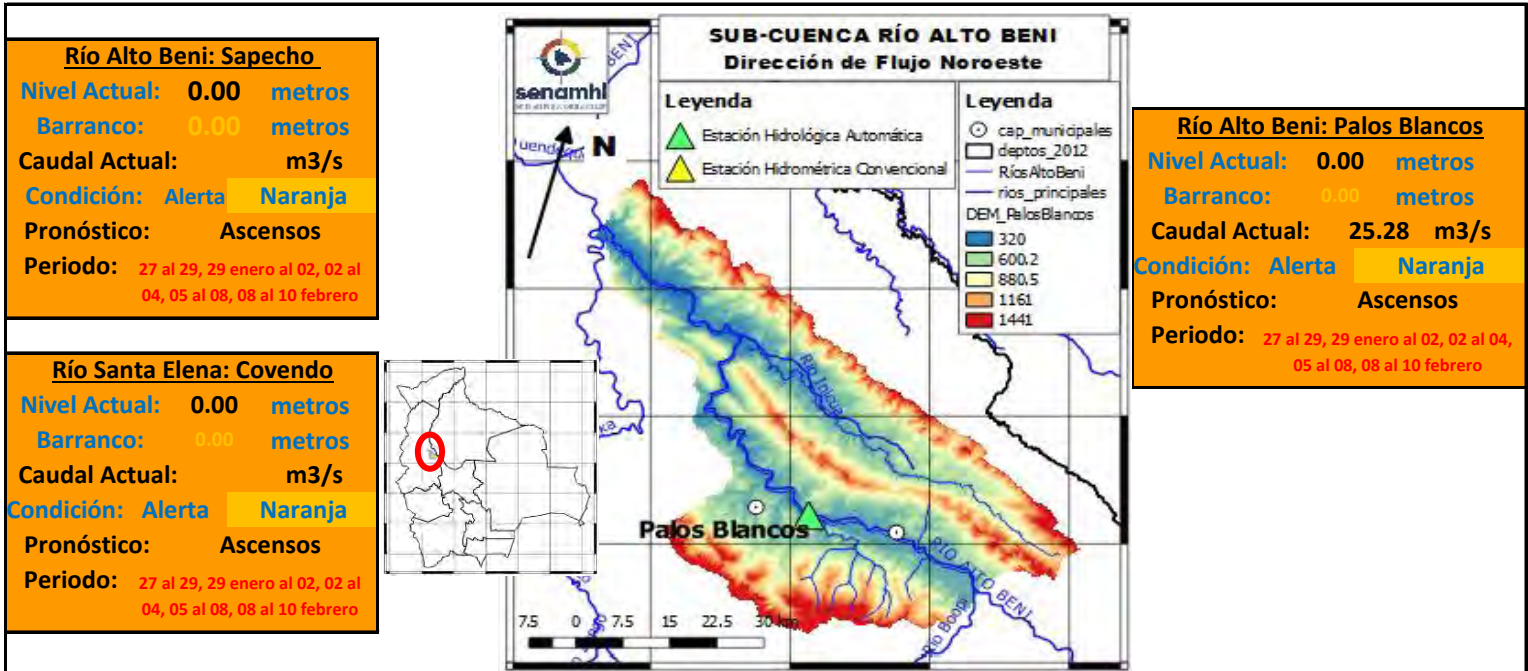 Río Alto Beni: Sapecho
Nivel Actual: 0.00 metros
Barranco: 0.00 metros
Caudal Actual: m3/s
Condición: Alerta Naranja
Pronóstico: Ascensos
Periodo: 27 al 29, 29 enero al 02, 02 al
04, 05 al 08, 08 al 10 febrero
Río Santa Elena: Covendo
Nivel Actual: 0.00 metros
Barranco: 0.00 metros
Caudal Actual: m3/s
Condición: Alerta Naranja
Pronóstico: Ascensos
Periodo: 27 al 29, 29 enero al 02, 02 al
04, 05 al 08, 08 al 10 febrero
SUB-CUENCA RÍO ALTO BENI
Dirección de Flujo Noroeste
senamhi
BENI
N
Leyenda
Estación Hidrológica Automática
Estación Hidrométrica Convencional
Leyenda
cap_municipales
deptos_2012
RíosAltoBeni
rios_principales
DEM_PalosBlancos
320
600.2
880.5
1161
1441
Río Inicua
Palos Blancos
RÍO ALTO BENI
Río Boopi
7.5 0 7.5 15 22.5 30 km
Río Alto Beni: Palos Blancos
Nivel Actual: 0.00 metros
Barranco: 0.00 metros
Caudal Actual: 25.28 m3/s
Condición: Alerta Naranja
Pronóstico: Ascensos
Periodo: 27 al 29, 29 enero al 02, 02 al 04,
05 al 08, 08 al 10 febrero